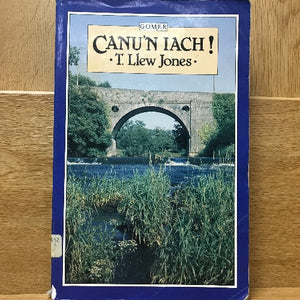 GOMER
CANU'N IACH!
· T. Llew Jones ·